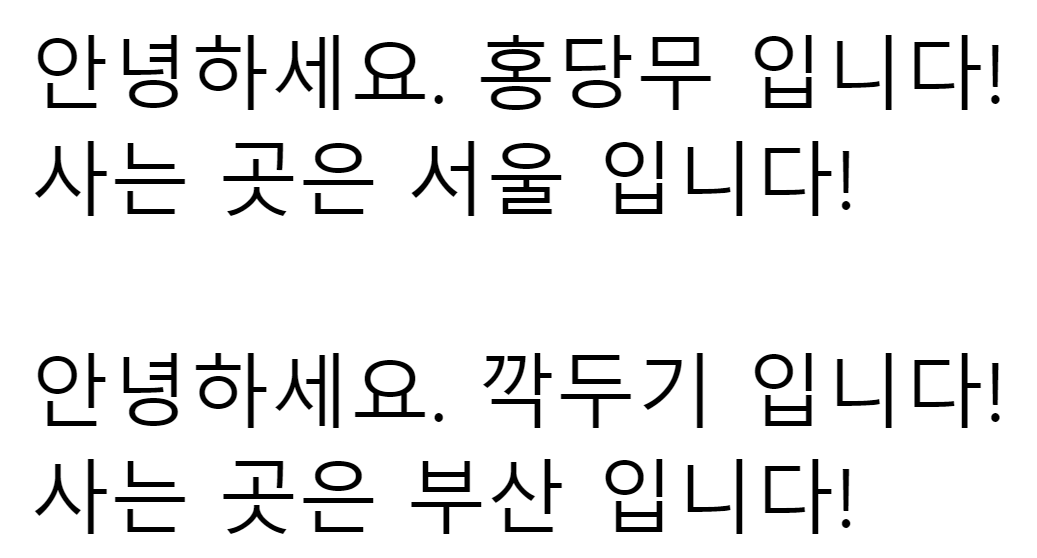 안녕하세요. 홍당무 입니다!
사는 곳은 서울 입니다!
안녕하세요. 깍두기 입니다!
사는 곳은 부산 입니다!